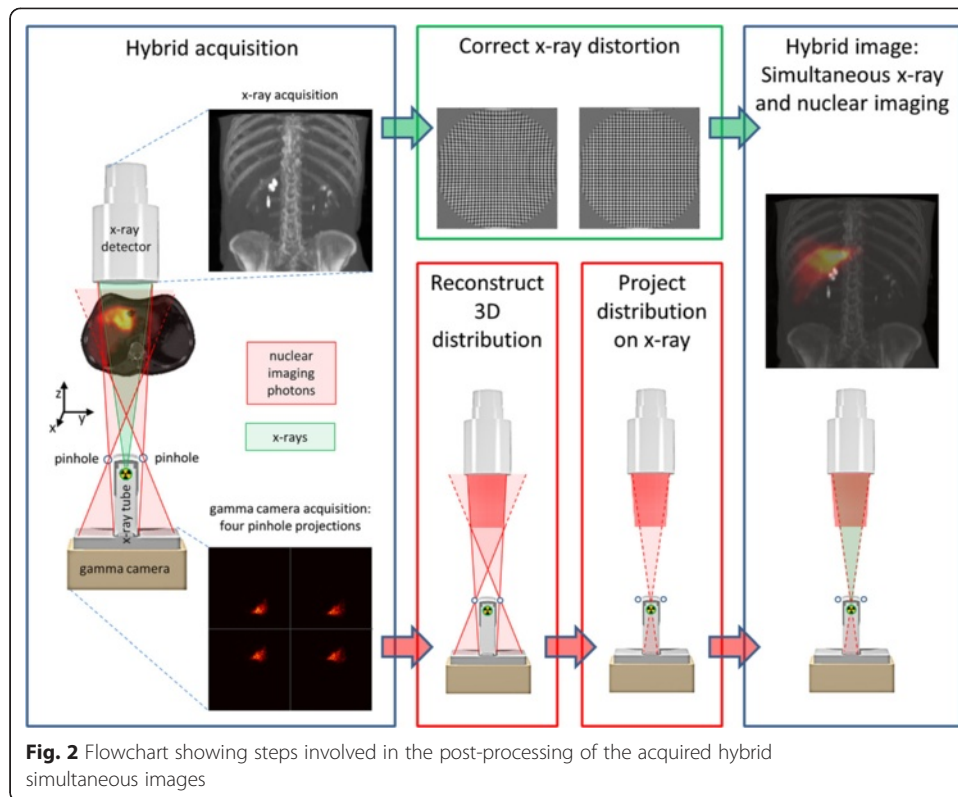 Hybrid acquisition
x-ray acquisition
x-ray
detector
nuclear
imaging
photons
x-rays
z
y
x
pinhole
pinhole
x-ray tube
gamma camera acquisition:
four pinhole projections
gamma camera
Correct x-ray distortion
Reconstruct
3D
distribution
Project
distribution
on x-ray
Hybrid image:
Simultaneous x-ray
and nuclear imaging
Fig. 2 Flowchart showing steps involved in the post-processing of the acquired hybrid
simultaneous images